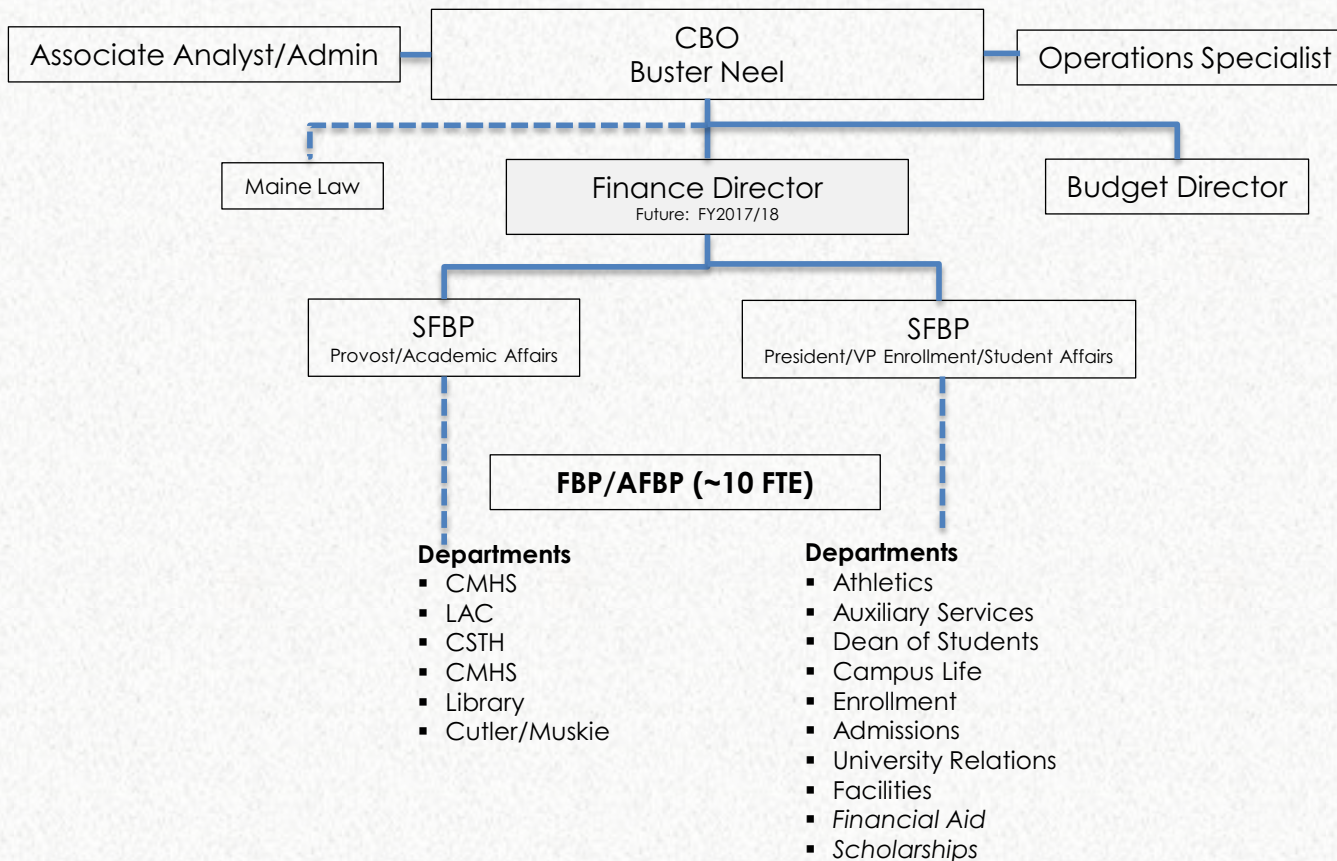 Associate Analyst/Admin
CBO
Buster Neel
Operations Specialist
Maine Law
Finance Director
Future: FY2017/18
Budget Director
SFBP
Provost/Academic Affairs
SFBP
President/VP Enrollment/Student Affairs
FBP/AFBP (~10 FTE)
Departments
▪ CMHS
▪ LAC
▪ CSTH
▪ CMHS
▪ Library
▪ Cutler/Muskie
Departments
▪ Athletics
▪ Auxiliary Services
▪ Dean of Students
▪ Campus Life
▪ Enrollment
▪ Admissions
▪ University Relations
▪ Facilities
▪ Financial Aid
▪ Scholarships